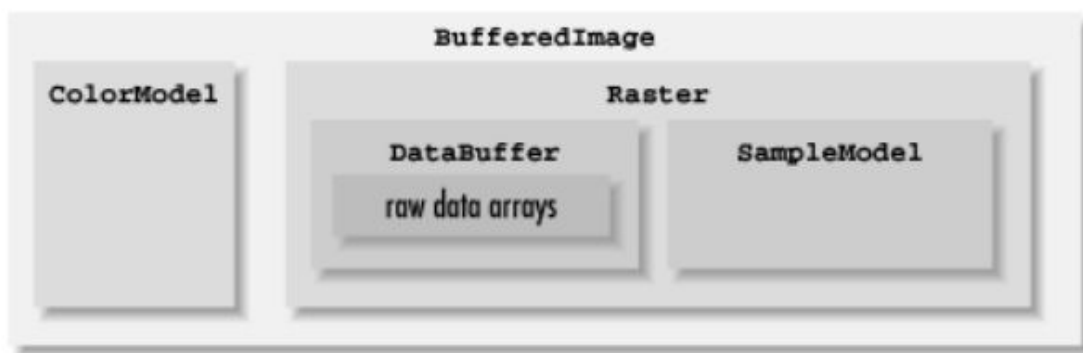 BufferedImage
ColorModel
Raster
DataBuffer
SampleModel
raw data arrays